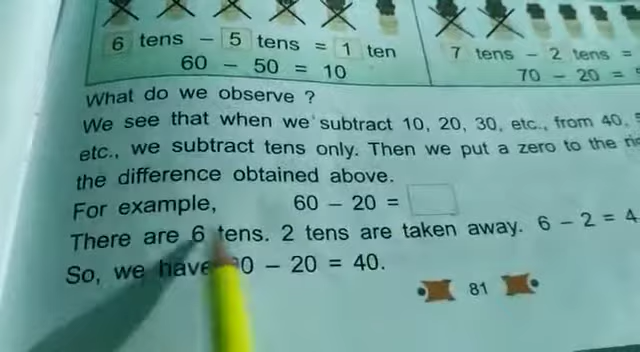 6 tens - 5 tens = 1 ten
60 - 50 = 10
7 tens - 2 tens =
70 - 20 =
What do we observe ?
We see that when we subtract 10, 20, 30, etc., from 40,
etc., we subtract tens only. Then we put a zero to the
the difference obtained above.
For example, 60 - 20 =
There are 6 tens. 2 tens are taken away. 6 - 2 = 4
So, we have 0 - 20 = 40.
81